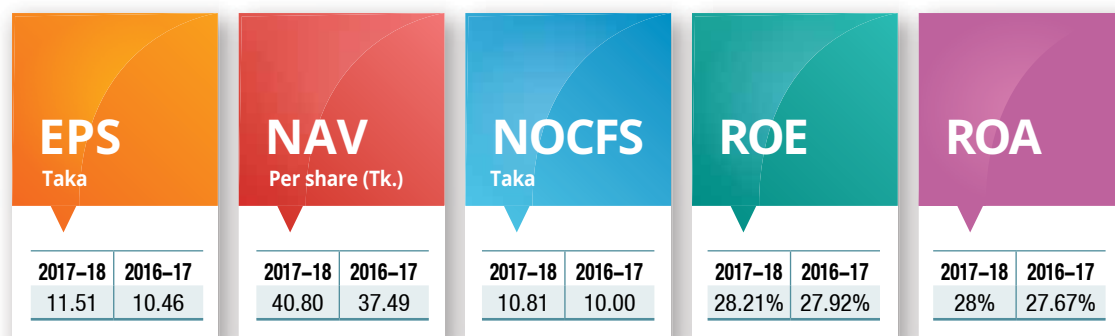 EPS
Taka
2017–18 2016–17
11.51 10.46
NAV
Per share (Tk.)
2017–18 2016–17
40.80 37.49
NOCFS
Taka
2017–18 2016–17
10.81 10.00
ROE
2017–18 2016–17
28.21% 27.92%
ROA
2017–18 2016–17
28% 27.67%